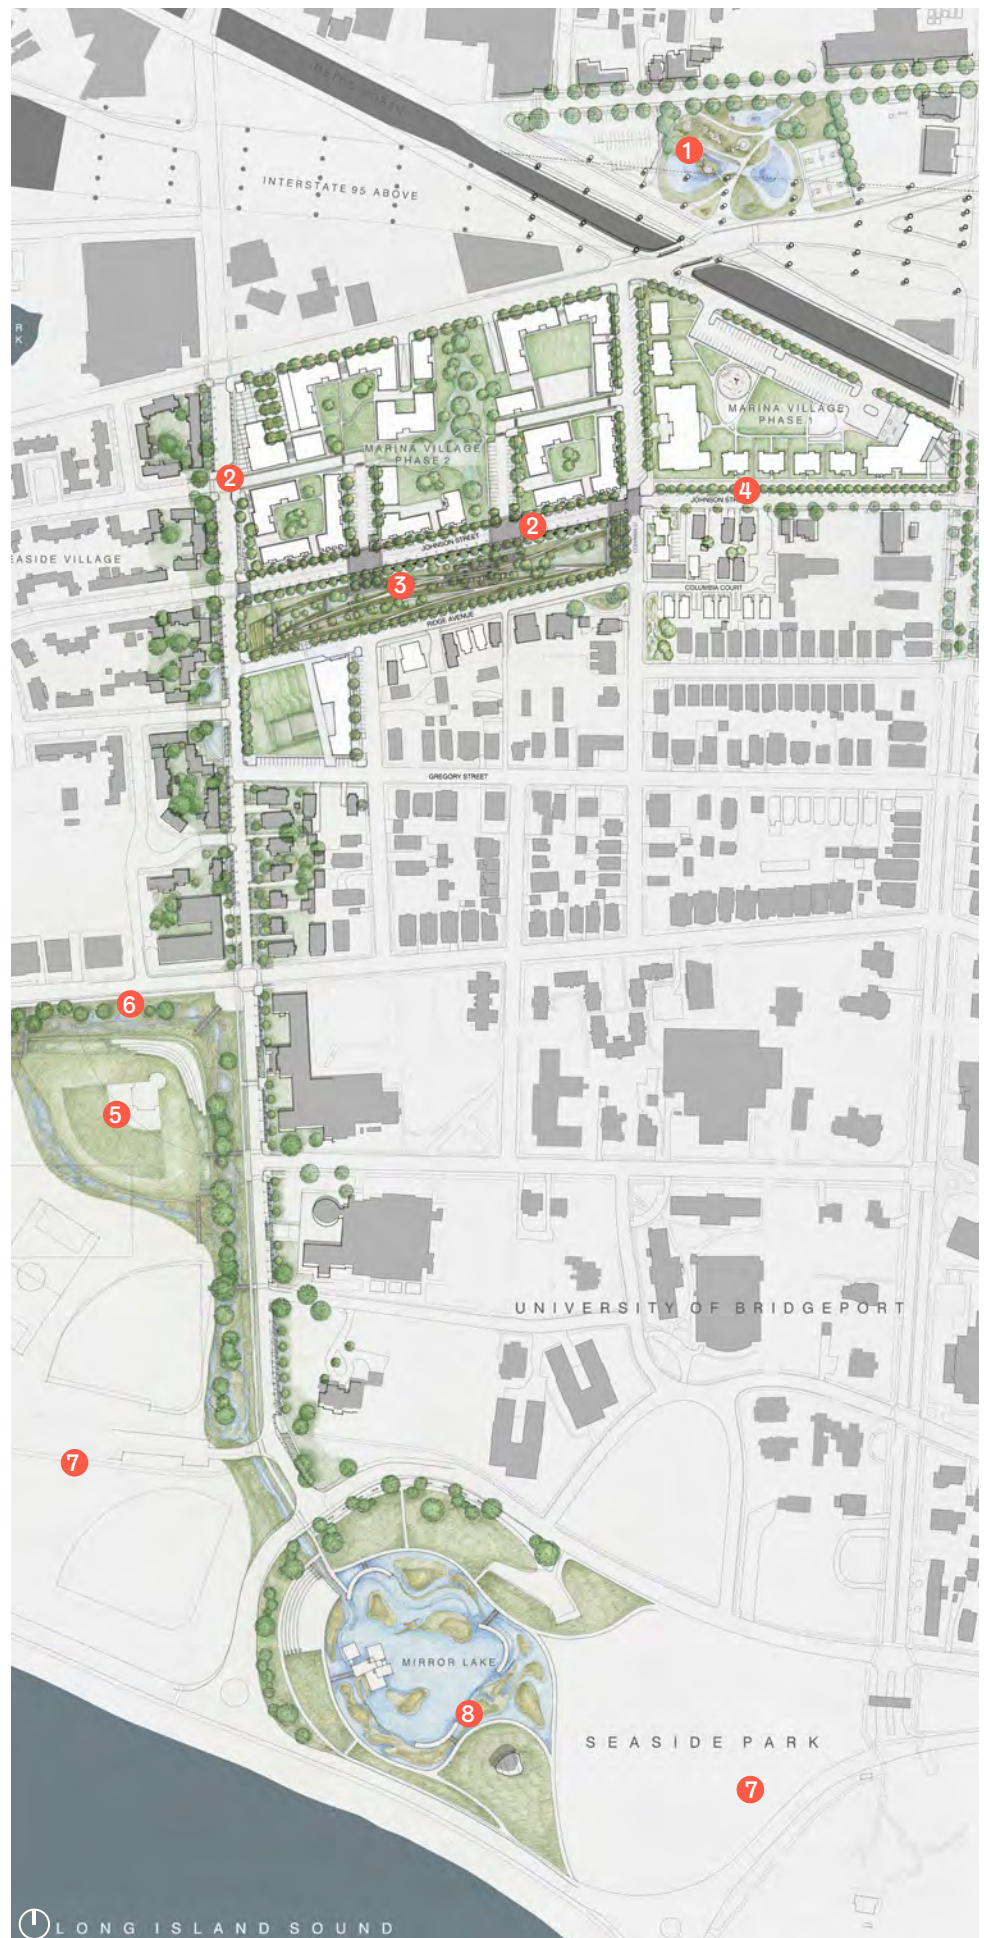 1
INTERSTATE 95 ABOVE
R
K
MARINA VILLAGE
PHASE 1
MARINA VILLAGE
PHASE 2
2
4
JOHNSON
2
JOHNSON STREET
EASIDE VILLAGE
3
COLUMBIA COURT
RIDGE AVENUE
GREGORY STREET
6
5
UNIVERSITY OF BRIDGEPORT
7
MIRROR LAKE
8
SEASIDE PARK
7
LONG ISLAND SOUND